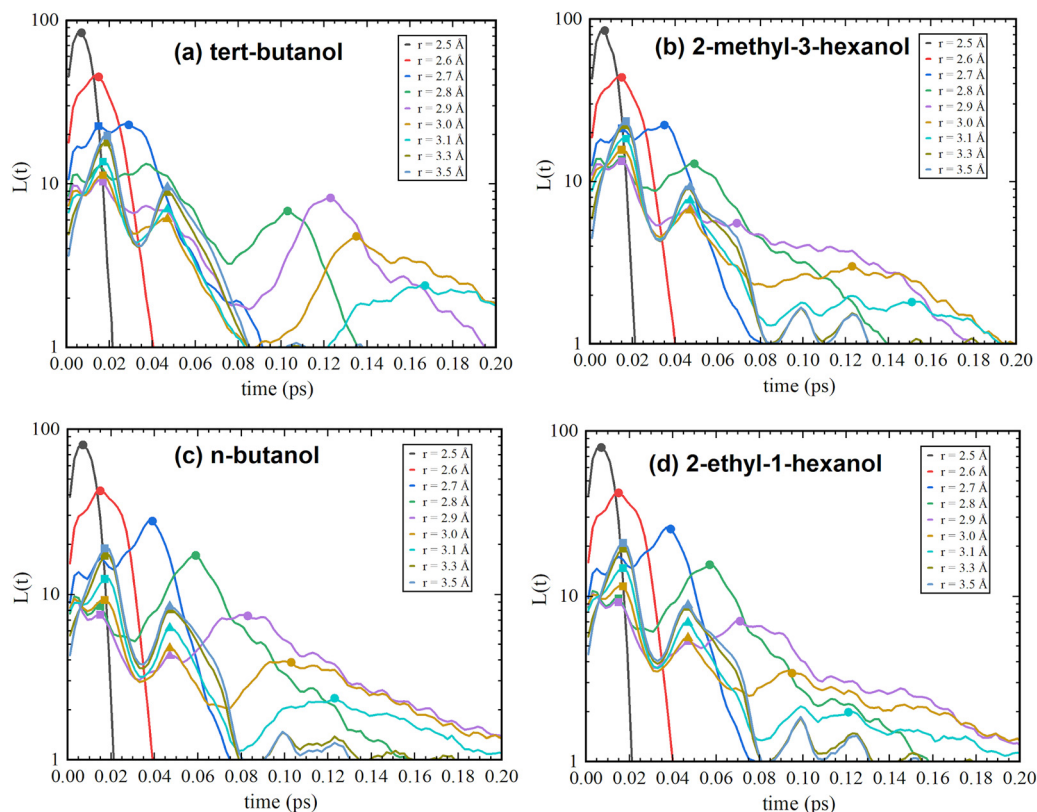 (a) tert-butanol
100
10
1
L(t)
r = 2.5 Å
r = 2.6 Å
r = 2.7 Å
r = 2.8 Å
r = 2.9 Å
r = 3.0 Å
r = 3.1 Å
r = 3.3 Å
r = 3.5 Å
0.00 0.02 0.04 0.06 0.08 0.10 0.12 0.14 0.16 0.18 0.20
time (ps)
(b) 2-methyl-3-hexanol
100
10
1
L(t)
r = 2.5 Å
r = 2.6 Å
r = 2.7 Å
r = 2.8 Å
r = 2.9 Å
r = 3.0 Å
r = 3.1 Å
r = 3.3 Å
r = 3.5 Å
0.00 0.02 0.04 0.06 0.08 0.10 0.12 0.14 0.16 0.18 0.20
time (ps)
(c) n-butanol
100
10
1
L(t)
r = 2.5 Å
r = 2.6 Å
r = 2.7 Å
r = 2.8 Å
r = 2.9 Å
r = 3.0 Å
r = 3.1 Å
r = 3.3 Å
r = 3.5 Å
0.00 0.02 0.04 0.06 0.08 0.10 0.12 0.14 0.16 0.18 0.20
time (ps)
(d) 2-ethyl-1-hexanol
100
10
1
L(t)
r = 2.5 Å
r = 2.6 Å
r = 2.7 Å
r = 2.8 Å
r = 2.9 Å
r = 3.0 Å
r = 3.1 Å
r = 3.3 Å
r = 3.5 Å
0.00 0.02 0.04 0.06 0.08 0.10 0.12 0.14 0.16 0.18 0.20
time (ps)